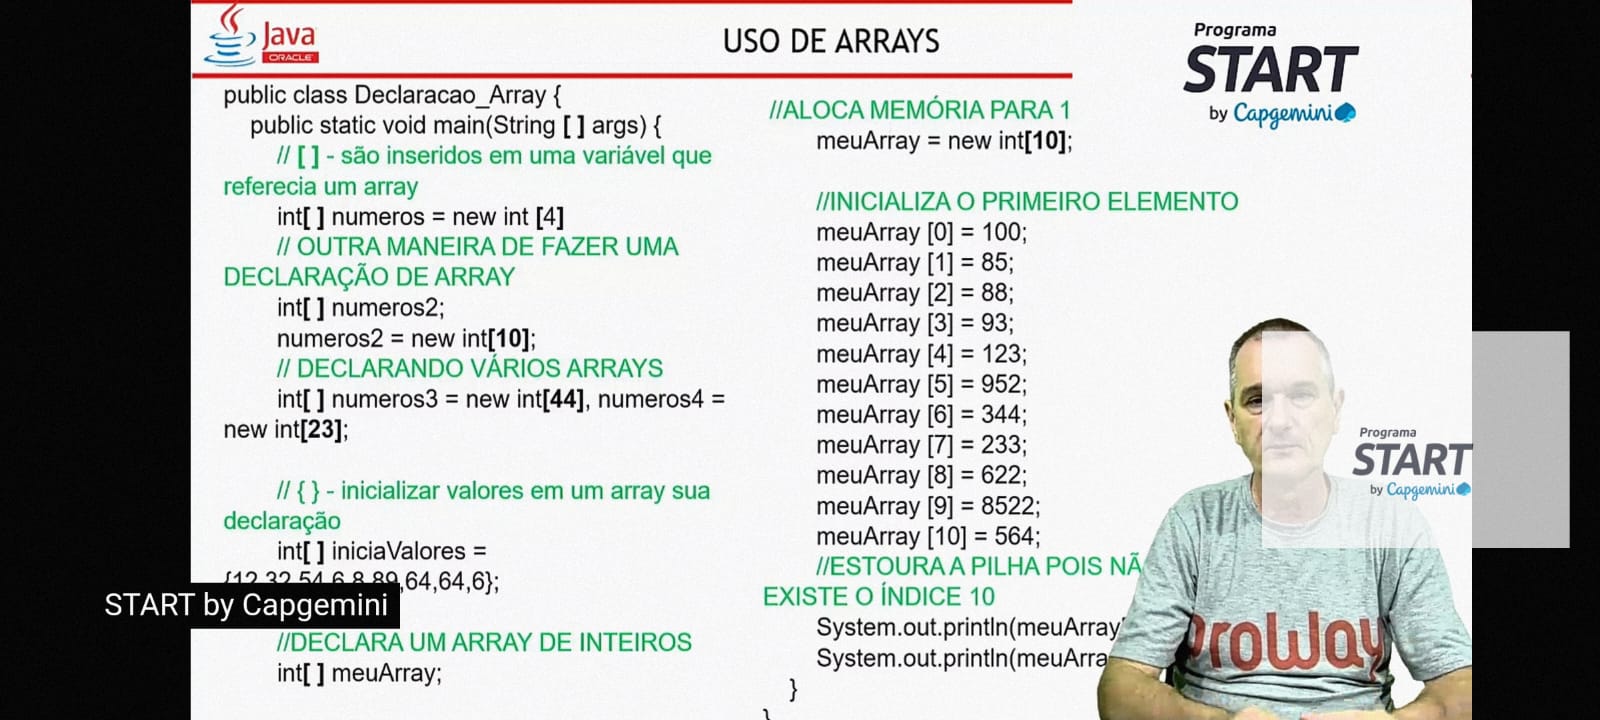 Java
ORACLE
USO DE ARRAYS
Programa
START
by Capgemini
public class Declaracao_Array {
public static void main(String [ ] args) {
// [ ] - são inseridos em uma variável que
referecia um array
int[ ] numeros = new int [4]
// OUTRA MANEIRA DE FAZER UMA
DECLARAÇÃO DE ARRAY
int[ ] numeros2;
numeros2 = new int[10];
// DECLARANDO VÁRIOS ARRAYS
int[ ] numeros3 = new int[44], numeros4 =
new int[23];
// { } - inicializar valores em um array sua
declaração
int[ ] iniciaValores =
{12,32,54,6,8,89,64,64,6};
//DECLARA UM ARRAY DE INTEIROS
int[ ] meuArray;
//ALOCA MEMÓRIA PARA 1
meuArray = new int[10];
//INICIALIZA O PRIMEIRO ELEMENTO
meuArray [0] = 100;
meuArray [1] = 85;
meuArray [2] = 88;
meuArray [3] = 93;
meuArray [4] = 123;
meuArray [5] = 952;
meuArray [6] = 344;
meuArray [7] = 233;
meuArray [8] = 622;
meuArray [9] = 8522;
meuArray [10] = 564;
//ESTOURA A PILHA POIS NÃ
EXISTE O ÍNDICE 10
System.out.println(meuArray
System.out.println(meuArra
}
}
Programa
START
by Capgemini
proWay
START by Capgemini